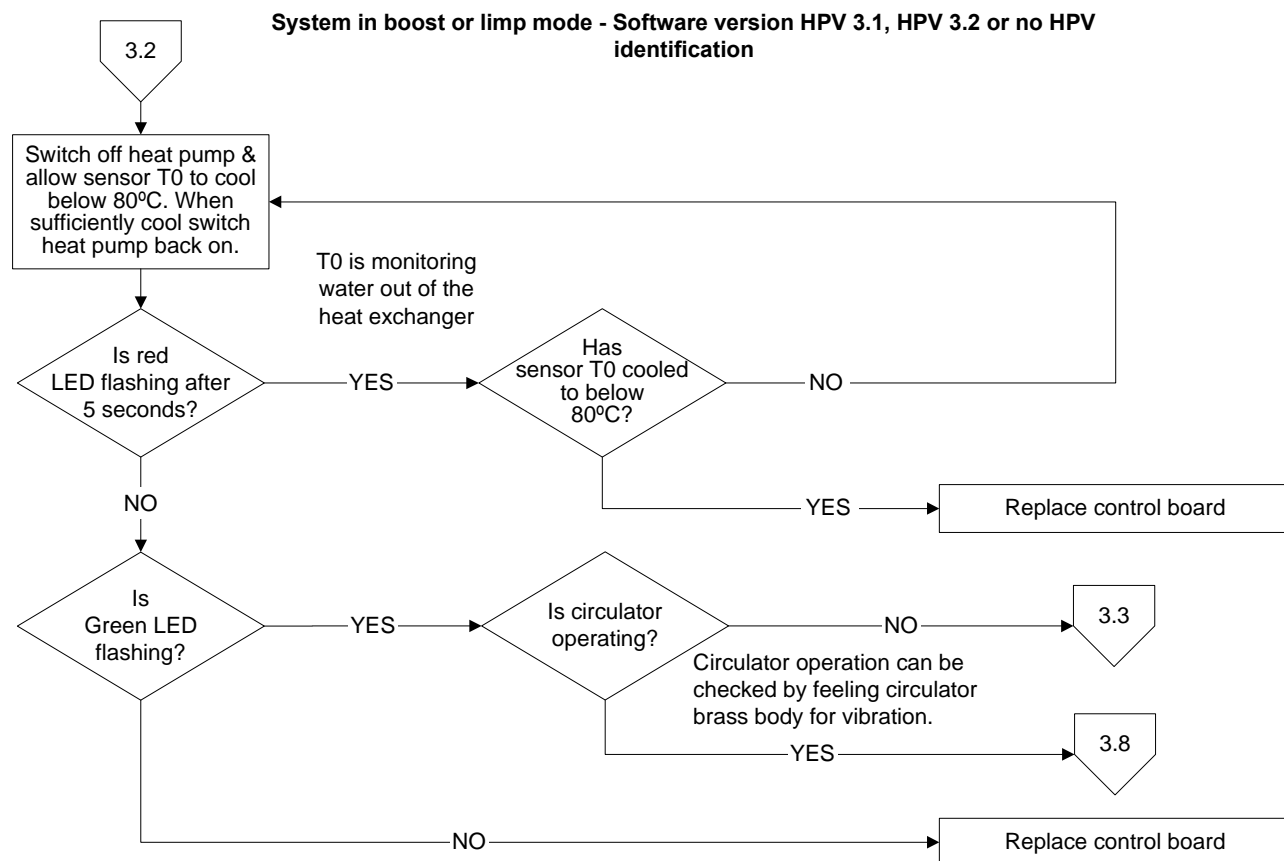 System in boost or limp mode - Software version HPV 3.1, HPV 3.2 or no HPV
identification
3.2
Switch off heat pump &
allow sensor T0 to cool
below 80ºC. When
sufficiently cool switch
heat pump back on.
T0 is monitoring
water out of the
heat exchanger
Is red
LED flashing after
5 seconds?
YES
Has
sensor T0 cooled
to below
80ºC?
NO
NO
YES
Replace control board
Is
Green LED
flashing?
YES
Is circulator
operating?
NO
3.3
Circulator operation can be
checked by feeling circulator
brass body for vibration.
YES
3.8
NO
Replace control board